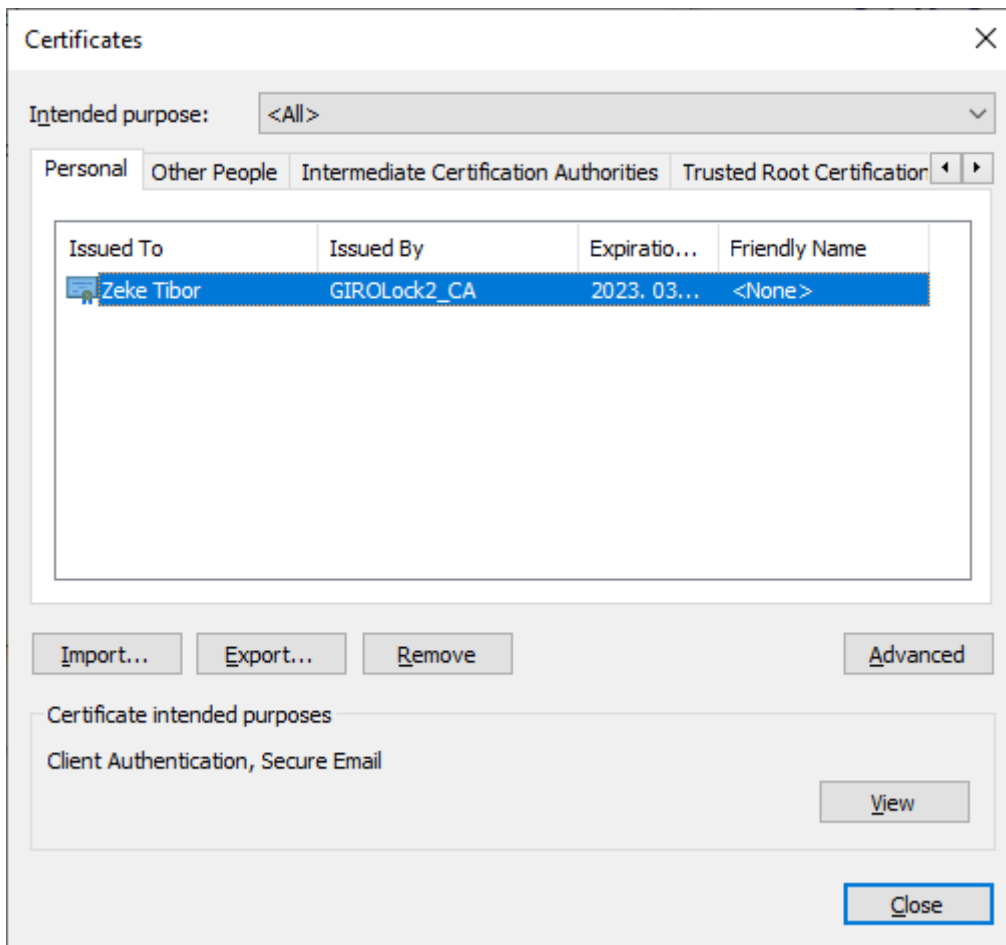 Certificates
Intended purpose: <All>
Personal Other People Intermediate Certification Authorities Trusted Root Certification
Issued To Issued By Expiratio... Friendly Name
Zeke Tibor GIROLock2_CA 2023. 03... <None>
Import... Export... Remove Advanced
Certificate intended purposes
Client Authentication, Secure Email
View
Close